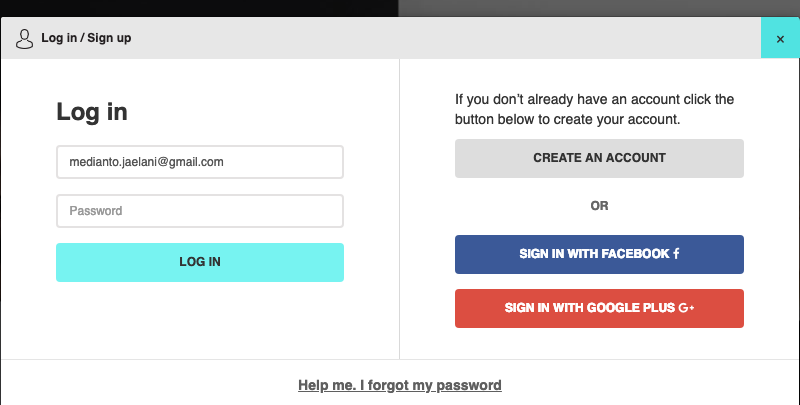 Log in / Sign up
×
Log in
medianto.jaelani@gmail.com
Password
LOG IN
If you don't already have an account click the
button below to create your account.
CREATE AN ACCOUNT
OR
SIGN IN WITH FACEBOOK f
SIGN IN WITH GOOGLE PLUS G+
Help me. I forgot my password